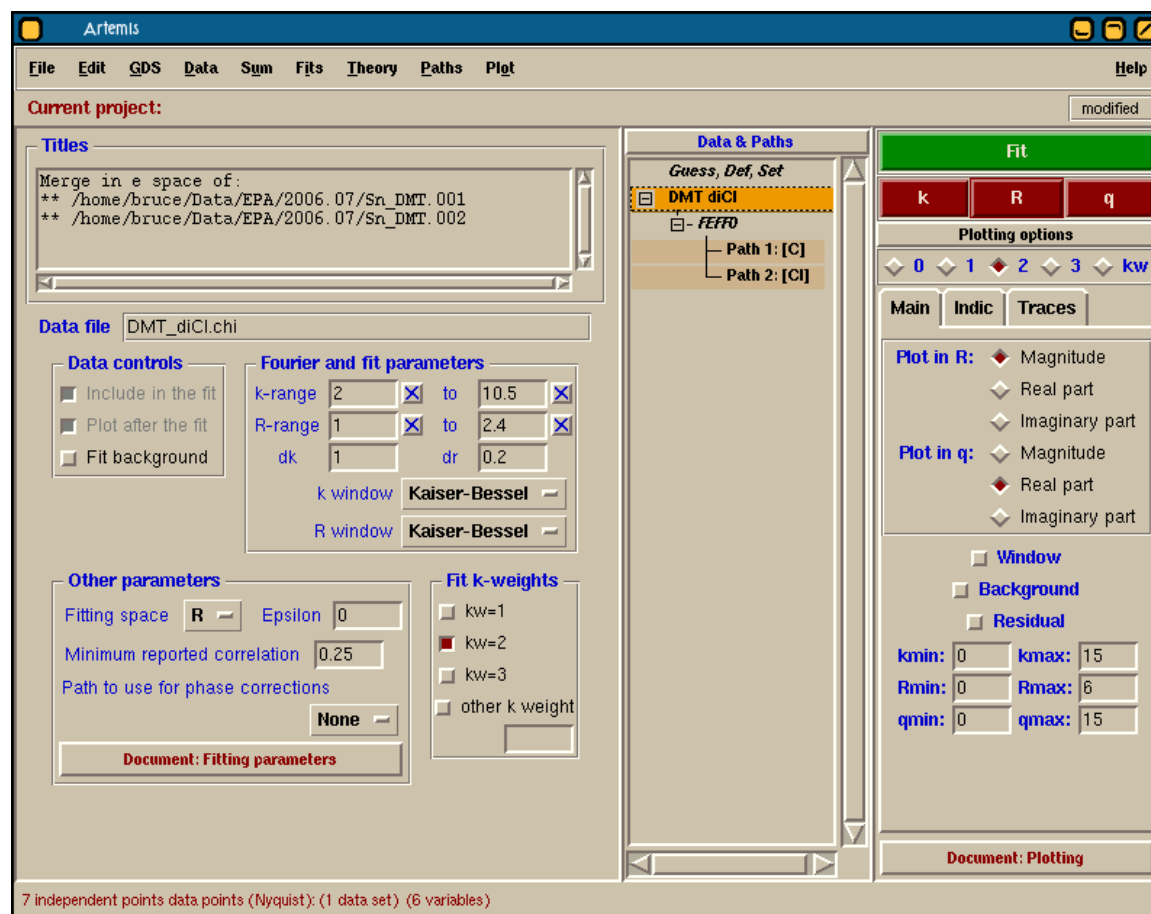 Artemis
File Edit GDS Data Sum Fits Theory Paths Plot Help
Current project: modified
Titles
Merge in e space of:
** /home/bruce/Data/EPA/2006.07/Sn_DMT.001
** /home/bruce/Data/EPA/2006.07/Sn_DMT.002
Data file DMT_diCl.chi
Data controls
Include in the fit
Plot after the fit
Fit background
Fourier and fit parameters
k-range 2 to 10.5
R-range 1 to 2.4
dk 1 dr 0.2
k window Kaiser-Bessel
R window Kaiser-Bessel
Other parameters
Fitting space R Epsilon 0
Minimum reported correlation 0.25
Path to use for phase corrections
None
Document: Fitting parameters
Fit k-weights
kw=1
kw=2
kw=3
other k weight
Data & Paths
Guess, Def, Set
DMT diCl
FEFF0
Path 1: [C]
Path 2: [Cl]
Fit
k R q
Plotting options
0 1 2 3 kw
Main Indic Traces
Plot in R: Magnitude
Real part
Imaginary part
Plot in q: Magnitude
Real part
Imaginary part
Window
Background
Residual
kmin: 0 kmax: 15
Rmin: 0 Rmax: 6
qmin: 0 qmax: 15
Document: Plotting
7 independent points data points (Nyquist): (1 data set) (6 variables)